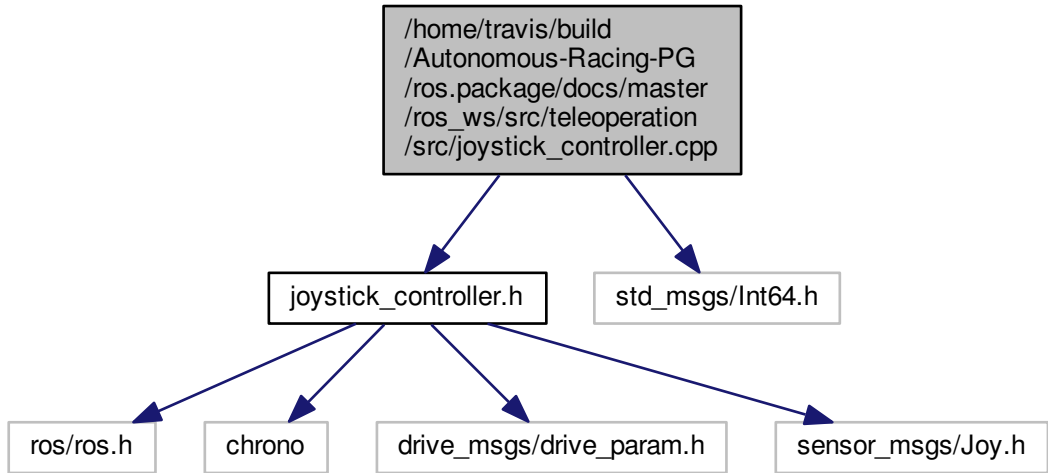 /home/travis/build
/Autonomous-Racing-PG
/ros.package/docs/master
/ros_ws/src/teleoperation
/src/joystick_controller.cpp
joystick_controller.h
std_msgs/Int64.h
ros/ros.h
chrono
drive_msgs/drive_param.h
sensor_msgs/Joy.h